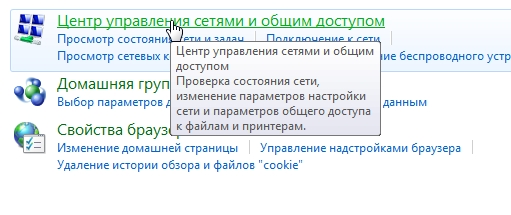 Центр управления сетями и общим доступом
Просмотр состояния сети и задач Подключение к сети
Просмотр сетевых к ние беспроводного устр
Центр управления сетями и общим
доступом
Проверка состояния сети,
изменение параметров настройки
сети и параметров общего доступа
к файлам и принтерам.
Домашняя груп
Выбор параметров д данным
Свойства браузер
Изменение домашней страницы Управление надстройками браузера
Удаление истории обзора и файлов "cookie"